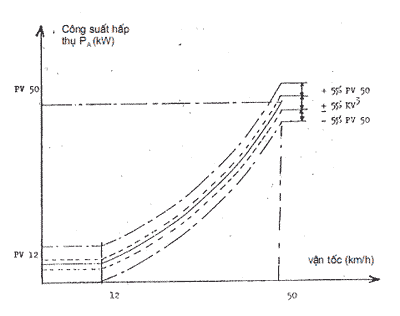 Công suất hấp
thụ P_A (kW)
PV 50
+ 5% PV 50
± 5% KV³
- 5% PV 50
PV 12
vận tốc (km/h)
12
50